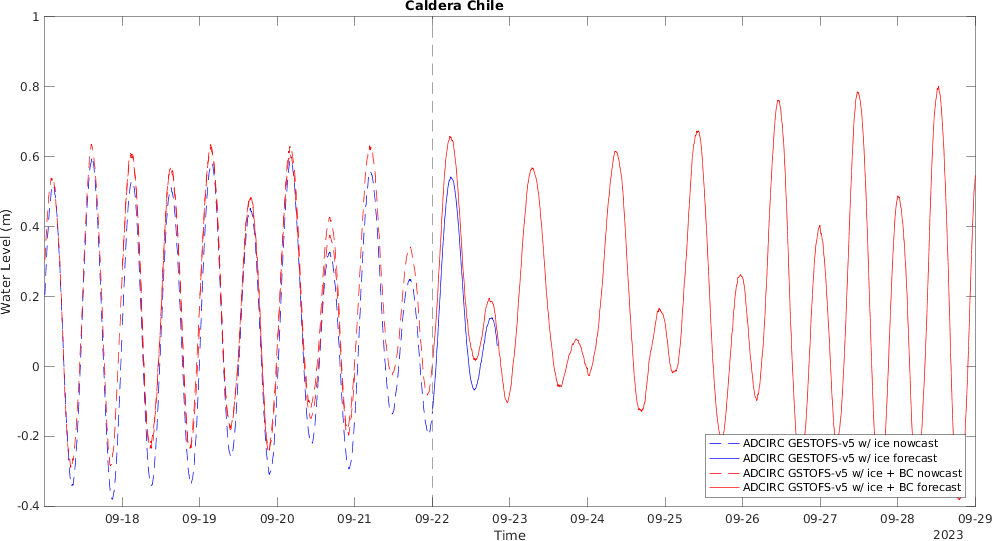 Caldera Chile
1
0.8
0.6
0.4
0.2
0
-0.2
-0.4
Water Level (m)
ADCIRC GESTOFS-v5 w/ ice nowcast
ADCIRC GESTOFS-v5 w/ ice forecast
ADCIRC GSTOFS-v5 w/ ice + BC nowcast
ADCIRC GSTOFS-v5 w/ ice + BC forecast
09-18 09-19 09-20 09-21 09-22 09-23 09-24 09-25 09-26 09-27 09-28 09-29
Time
2023